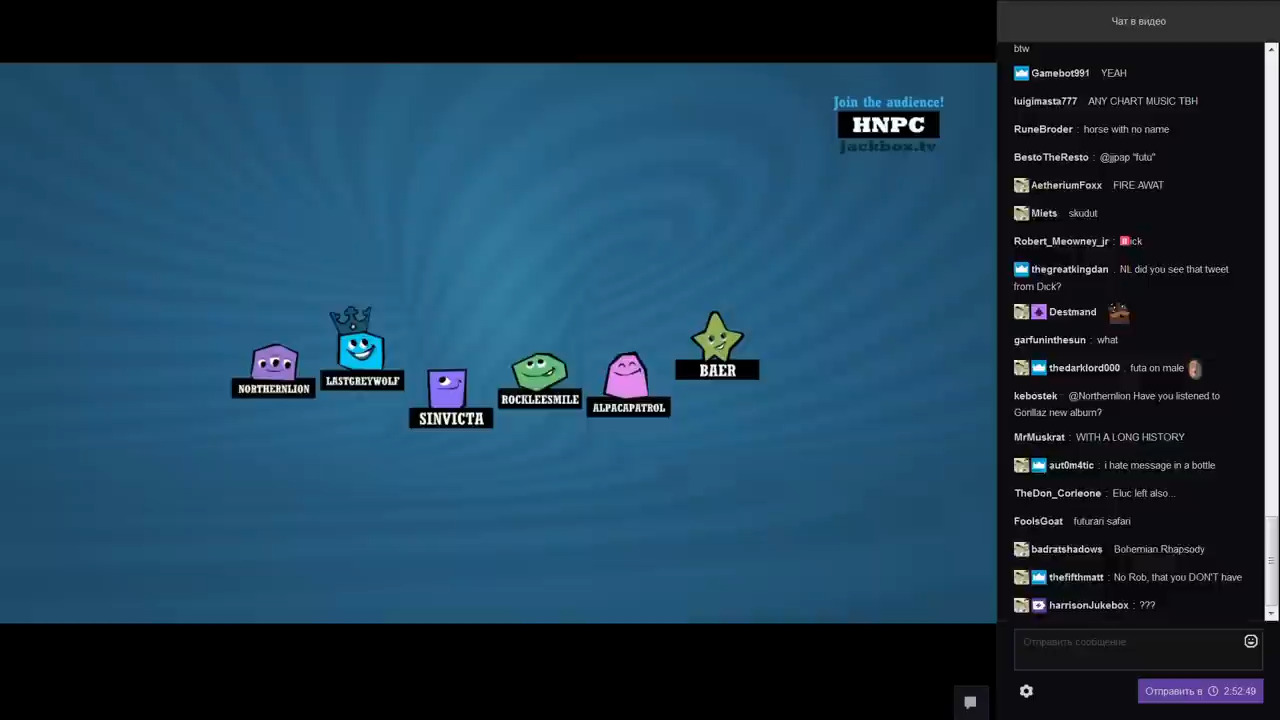 Join the audience!
HNPC
jackbox.tv
NORTHERNLION
LASTGREYWOLF
SINVICTA
ROCKLEESMILE
ALPACAPATROL
BAER
Чат в видео
btw
Gamebot991 YEAH
luigimasta777 ANY CHART MUSIC TBH
RuneBroder : horse with no name
BestoTheResto : @jjpap "futu"
AetheriumFoxx FIRE AWAT
Miets skudut
Robert_Meowney_jr : ick
thegreatkingdan . NL did you see that tweet
from Dick?
Destmand
garfuninthesun : what
thedarklord000 . futa on male
kebostek : @Northernlion Have you listened to
Gorillaz new album?
MrMuskrat : WITH A LONG HISTORY
aut0m4tic : i hate message in a bottle
TheDon_Corleone : Eluc left also...
FoolsGoat futurari safari
badratshadows Bohemian Rhapsody
thefifthmatt : No Rob, that you DON'T have
harrisonJukebox : ???
Отправить сообщение
Отправить в 2:52:49